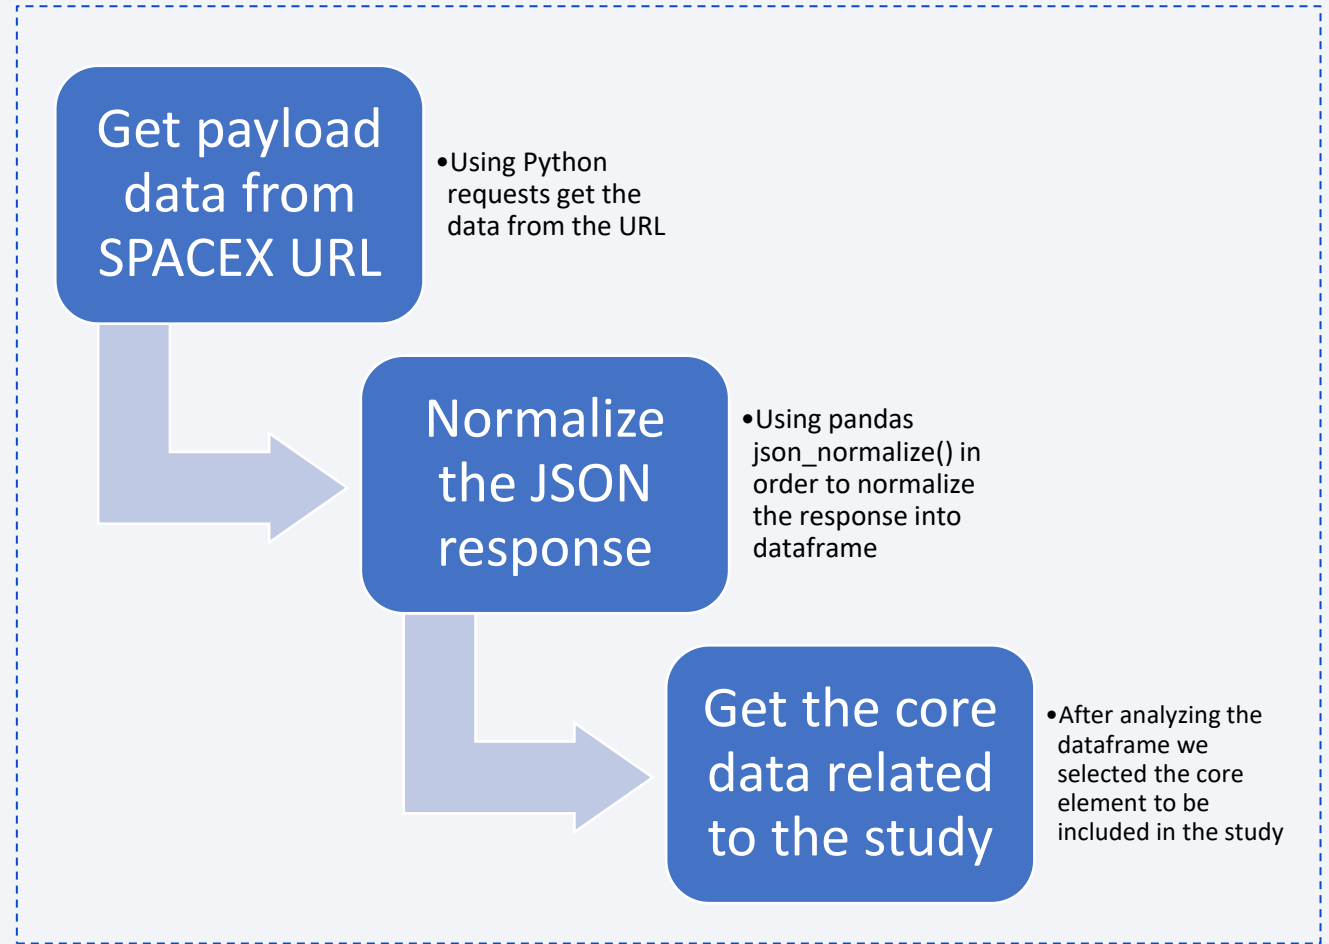 Get payload
data from
SPACEX URL
•Using Python
requests get the
data from the URL
Normalize
the JSON
response
•Using pandas
json_normalize() in
order to normalize
the response into
dataframe
Get the core
data related
to the study
•After analyzing the
dataframe we
selected the core
element to be
included in the study